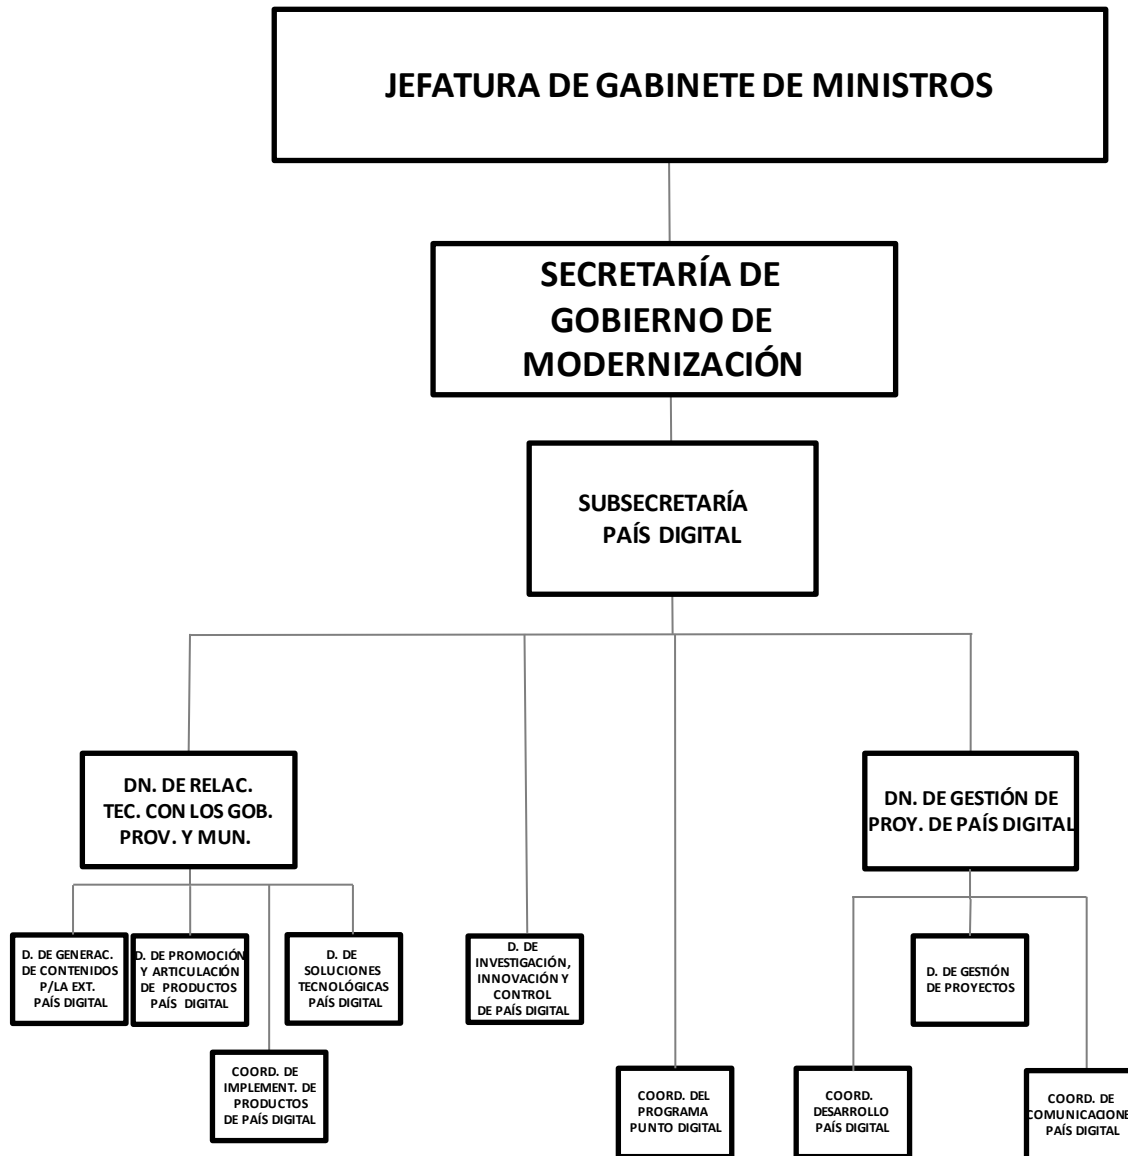 JEFATURA DE GABINETE DE MINISTROS
SECRETARÍA DE
GOBIERNO DE
MODERNIZACIÓN
SUBSECRETARÍA
PAÍS DIGITAL
DN. DE RELAC.
TEC. CON LOS GOB.
PROV. Y MUN.
DN. DE GESTIÓN DE
PROY. DE PAÍS DIGITAL
D. DE GENERAC.
DE CONTENIDOS
P/LA EXT.
PAÍS DIGITAL
D. DE PROMOCIÓN
Y ARTICULACIÓN
DE PRODUCTOS
PAÍS DIGITAL
D. DE
SOLUCIONES
TECNOLÓGICAS
PAÍS DIGITAL
D. DE
INVESTIGACIÓN,
INNOVACIÓN Y
CONTROL
DE PAÍS DIGITAL
D. DE GESTIÓN
DE PROYECTOS
COORD. DE
IMPLEMENT. DE
PRODUCTOS
DE PAÍS DIGITAL
COORD. DEL
PROGRAMA
PUNTO DIGITAL
COORD.
DESARROLLO
PAÍS DIGITAL
COORD. DE
COMUNICACIONE
PAÍS DIGITAL